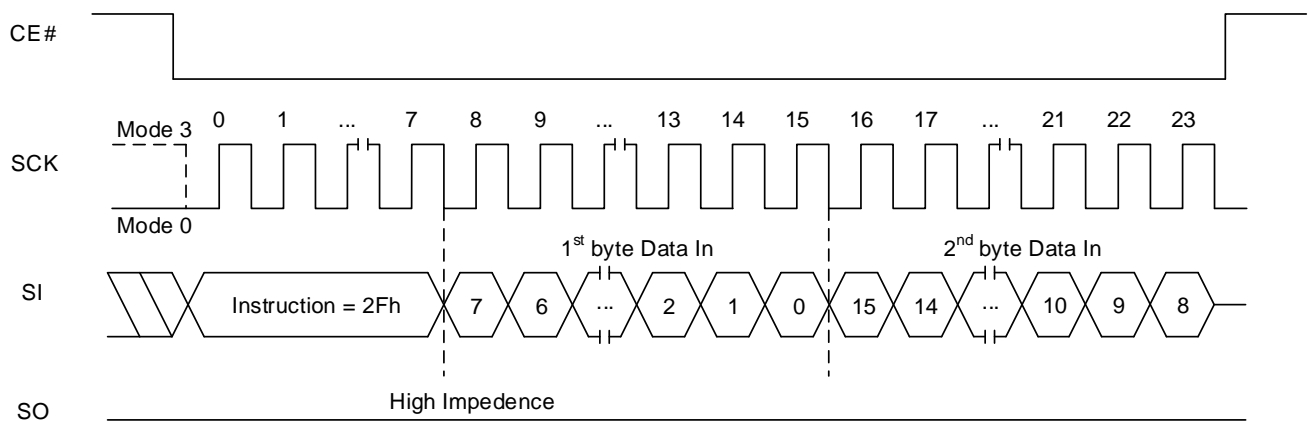 CE#
Mode 3 0 1 ... 7 8 9 ... 13 14 15 16 17 ... 21 22 23
SCK
Mode 0
1st byte Data In 2nd byte Data In
SI Instruction = 2Fh 7 6 ... 2 1 0 15 14 ... 10 9 8
High Impedence
SO